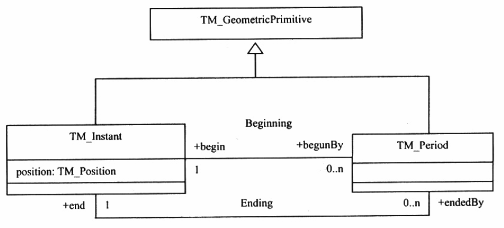 TM_GeometricPrimitive
Beginning
TM_Instant
+begin
+begunBy
TM_Period
position: TM_Position
1
0..n
+end
1
Ending
0..n
+endedBy